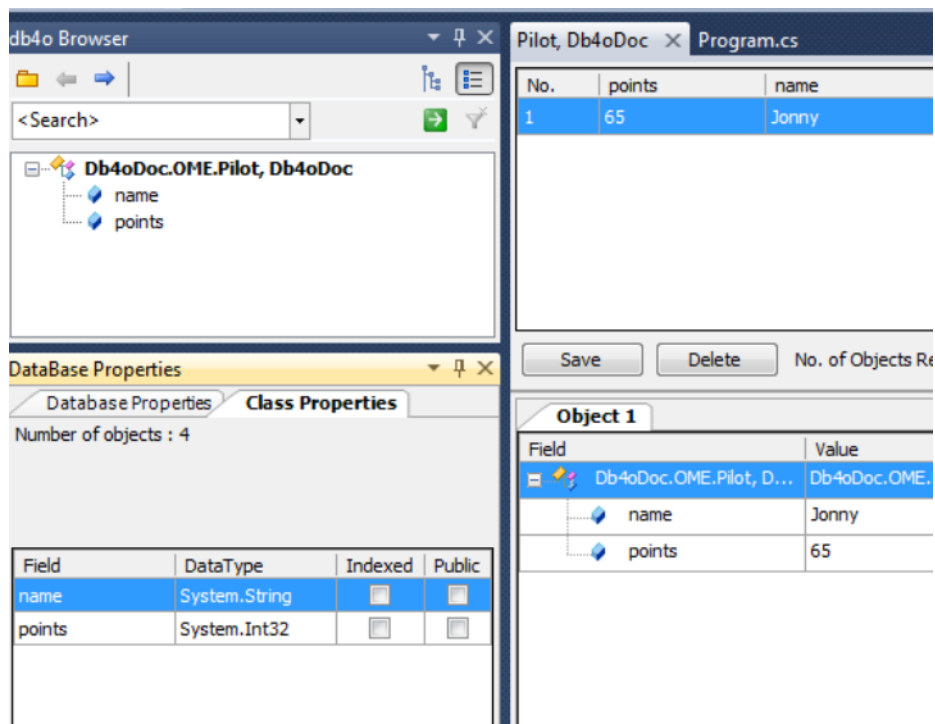 db4o Browser
<Search>
Db4oDoc.OME.Pilot, Db4oDoc
name
points
DataBase Properties
Database Properties Class Properties
Number of objects : 4
Field DataType Indexed Public
name System.String
points System.Int32
Pilot, Db4oDoc Program.cs
No. points name
1 65 Jonny
Save Delete No. of Objects Re
Object 1
Field Value
Db4oDoc.OME.Pilot, D... Db4oDoc.OME.
name Jonny
points 65